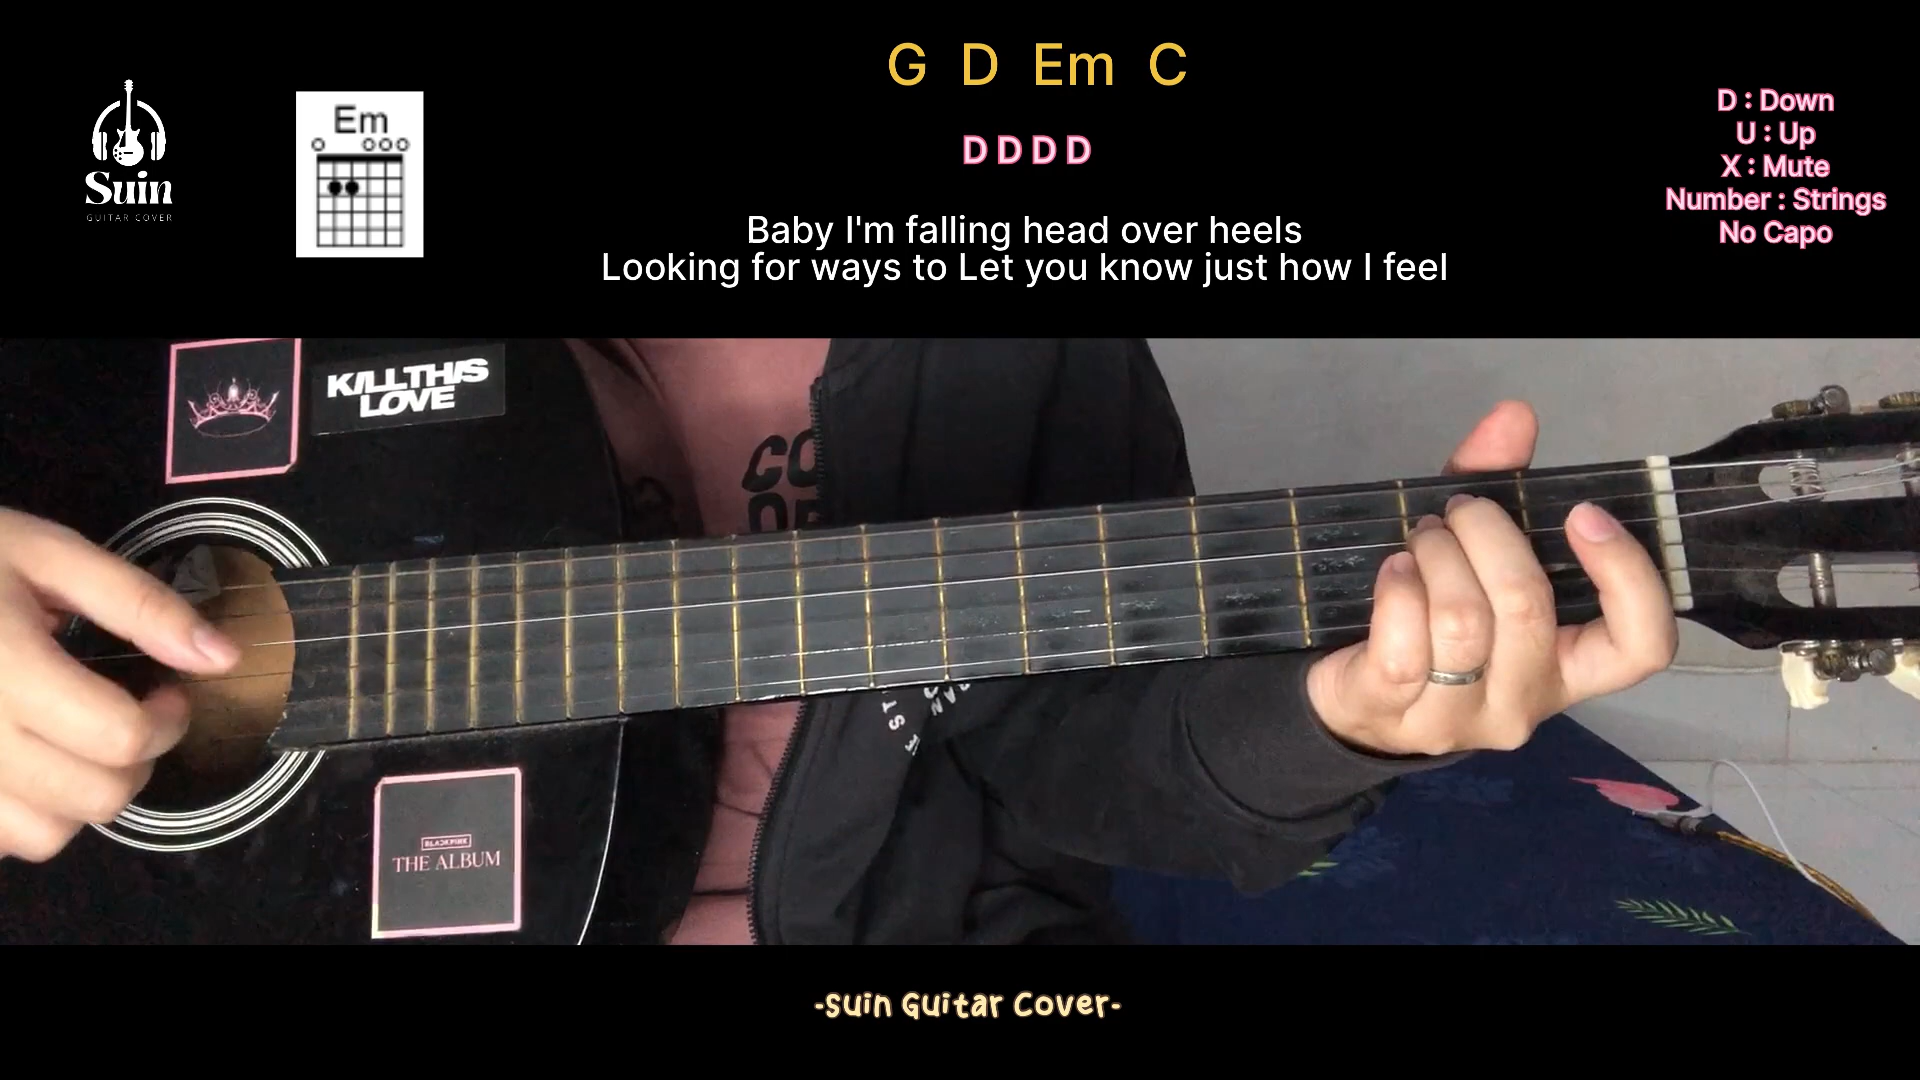 G D Em C
Em
D D D D
D : Down
U : Up
X : Mute
Number : Strings
No Capo
Suin
GUITAR COVER
Baby I'm falling head over heels
Looking for ways to Let you know just how I feel
KILL THIS
LOVE
BLACKPINK
THE ALBUM
-Suin Guitar Cover-